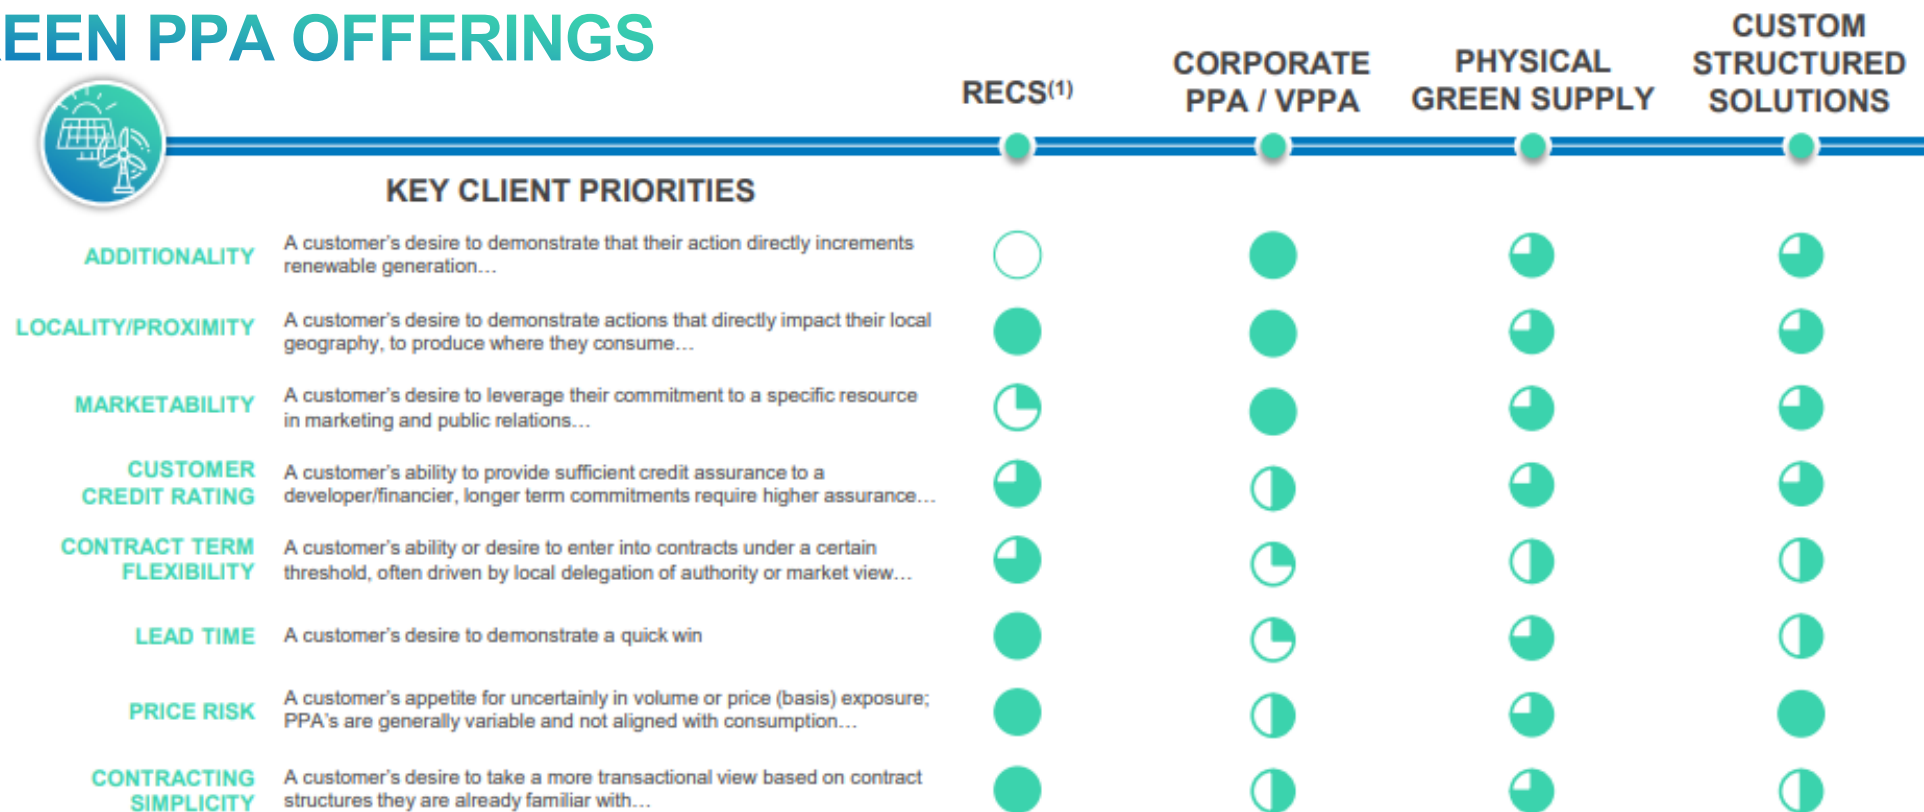 EEN PPA OFFERINGS
RECS(1)
CORPORATE
PPA / VPPA
PHYSICAL
GREEN SUPPLY
CUSTOM
STRUCTURED
SOLUTIONS
KEY CLIENT PRIORITIES
ADDITIONALITY
A customer's desire to demonstrate that their action directly increments
renewable generation…
LOCALITY/PROXIMITY
A customer's desire to demonstrate actions that directly impact their local
geography, to produce where they consume…
MARKETABILITY
A customer's desire to leverage their commitment to a specific resource
in marketing and public relations…
CUSTOMER
CREDIT RATING
A customer's ability to provide sufficient credit assurance to a
developer/financier, longer term commitments require higher assurance…
CONTRACT TERM
FLEXIBILITY
A customer's ability or desire to enter into contracts under a certain
threshold, often driven by local delegation of authority or market view…
LEAD TIME
A customer's desire to demonstrate a quick win
PRICE RISK
A customer's appetite for uncertainly in volume or price (basis) exposure;
PPA's are generally variable and not aligned with consumption…
CONTRACTING
SIMPLICITY
A customer's desire to take a more transactional view based on contract
structures they are already familiar with…